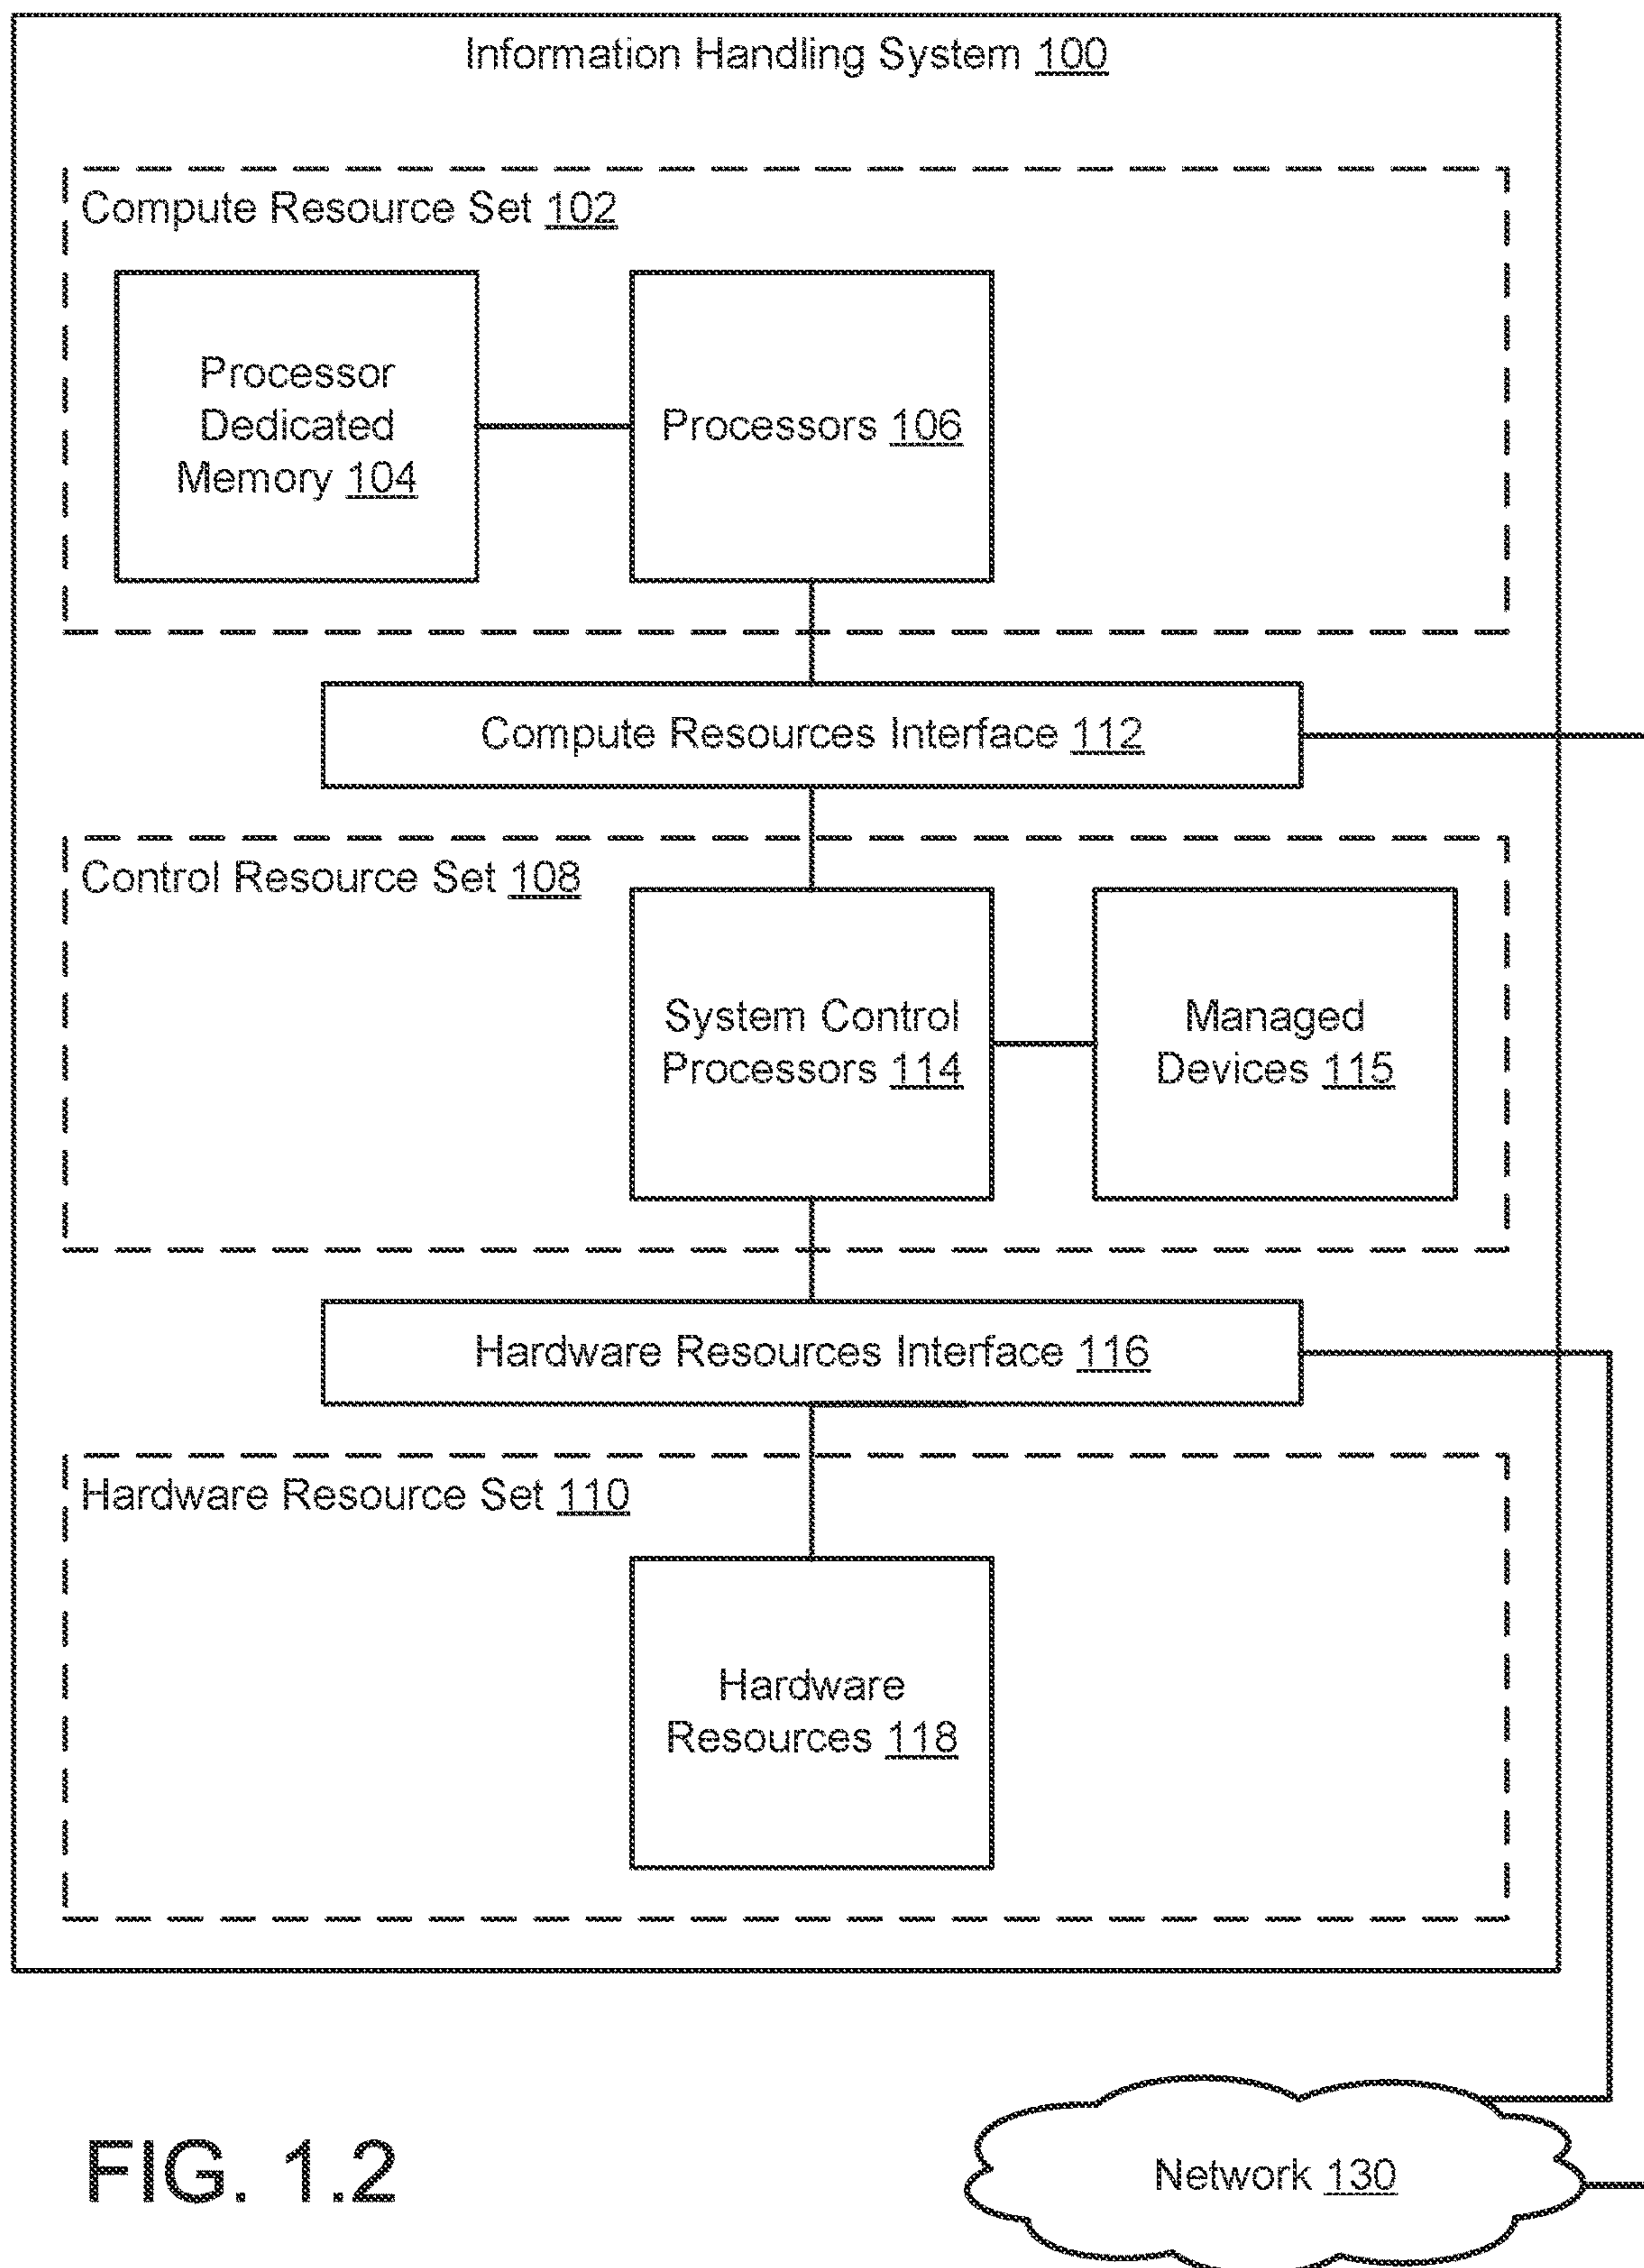 Information Handling System 100
Compute Resource Set 102
Processor
Dedicated
Memory 104
Processors 106
Compute Resources Interface 112
Control Resource Set 108
System Control
Processors 114
Managed
Devices 115
Hardware Resources Interface 116
Hardware Resource Set 110
Hardware
Resources 118
Network 130
FIG. 1.2